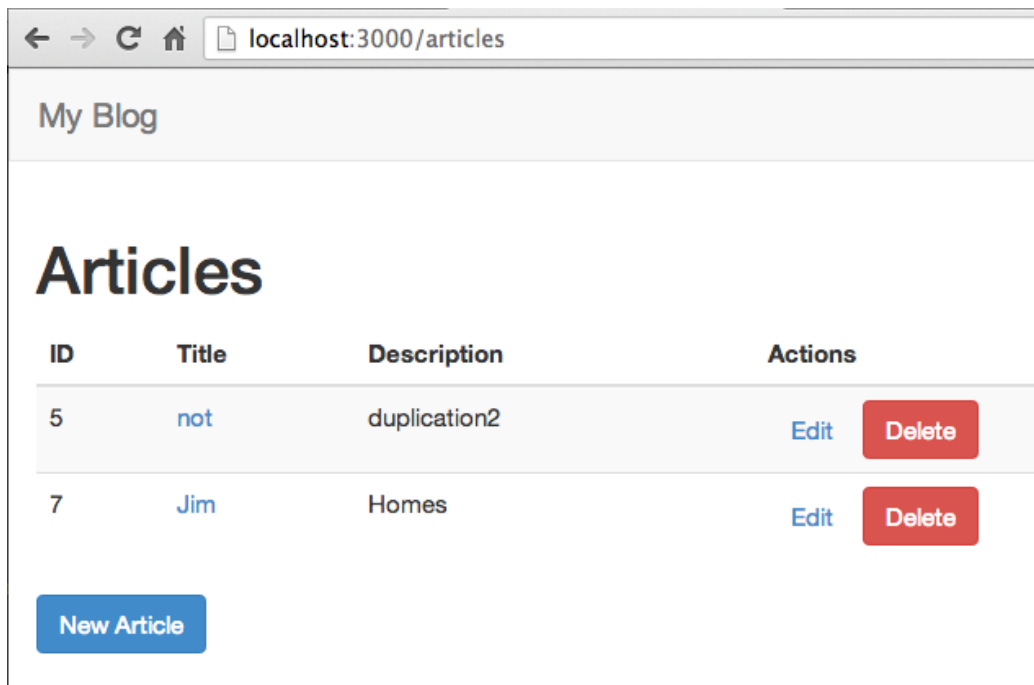 localhost:3000/articles
My Blog
Articles
ID Title Description Actions
5 not duplication2 Edit Delete
7 Jim Homes Edit Delete
New Article